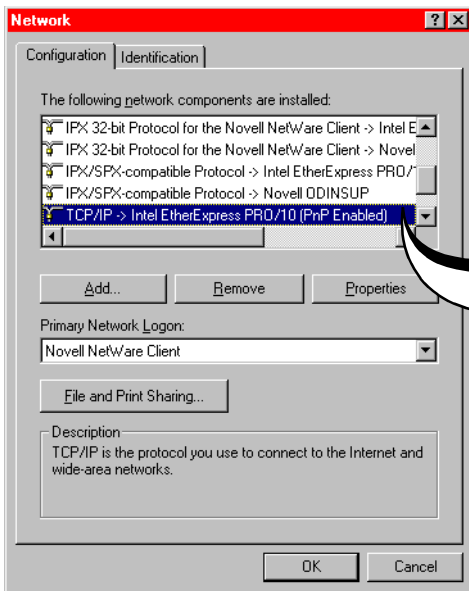 Network
Configuration Identification
The following network components are installed:
IPX 32-bit Protocol for the Novell NetWare Client -> Intel E
IPX 32-bit Protocol for the Novell NetWare Client -> Novel
IPX/SPX-compatible Protocol -> Intel EtherExpress PRO/
IPX/SPX-compatible Protocol -> Novell ODINSUP
TCP/IP -> Intel EtherExpress PRO/10 (PnP Enabled)
Add... Remove Properties
Primary Network Logon:
Novell NetWare Client
File and Print Sharing...
Description
TCP/IP is the protocol you use to connect to the Internet and
wide-area networks.
OK Cancel